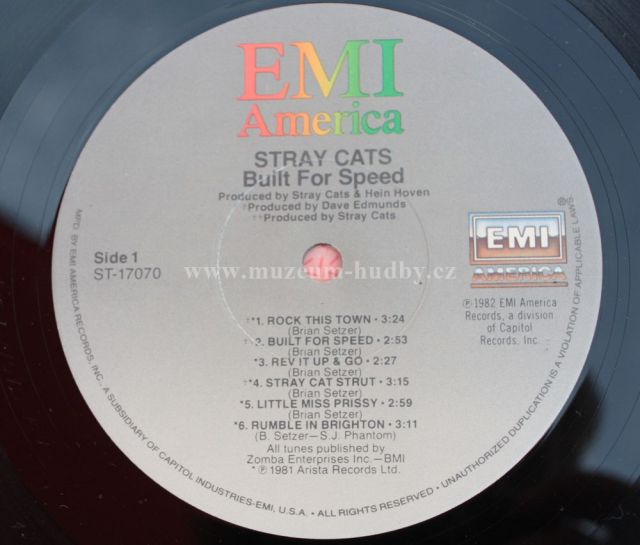 EMI
America
STRAY CATS
Built For Speed
Produced by Stray Cats & Hein Hoven
†Produced by Dave Edmunds
††Produced by Stray Cats
Side 1
ST-17070
®
EMI
AMERICA
℗1982 EMI America
Records, a division
of Capitol
Records, Inc.
www.muzeum-hudby.cz
†*1. ROCK THIS TOWN • 3:24
(Brian Setzer)
††2. BUILT FOR SPEED • 2:53
(Brian Setzer)
*3. REV IT UP & GO • 2:27
(Brian Setzer)
†*4. STRAY CAT STRUT • 3:15
(Brian Setzer)
*5. LITTLE MISS PRISSY • 2:59
(Brian Setzer)
*6. RUMBLE IN BRIGHTON • 3:11
(B. Setzer—S.J. Phantom)
All tunes published by
Zomba Enterprises Inc.—BMI
*℗1981 Arista Records Ltd.
MFD. BY EMI AMERICA RECORDS, INC., A SUBSIDIARY OF CAPITOL INDUSTRIES-EMI, U.S.A. • ALL RIGHTS RESERVED • UNAUTHORIZED DUPLICATION IS A VIOLATION OF APPLICABLE LAWS